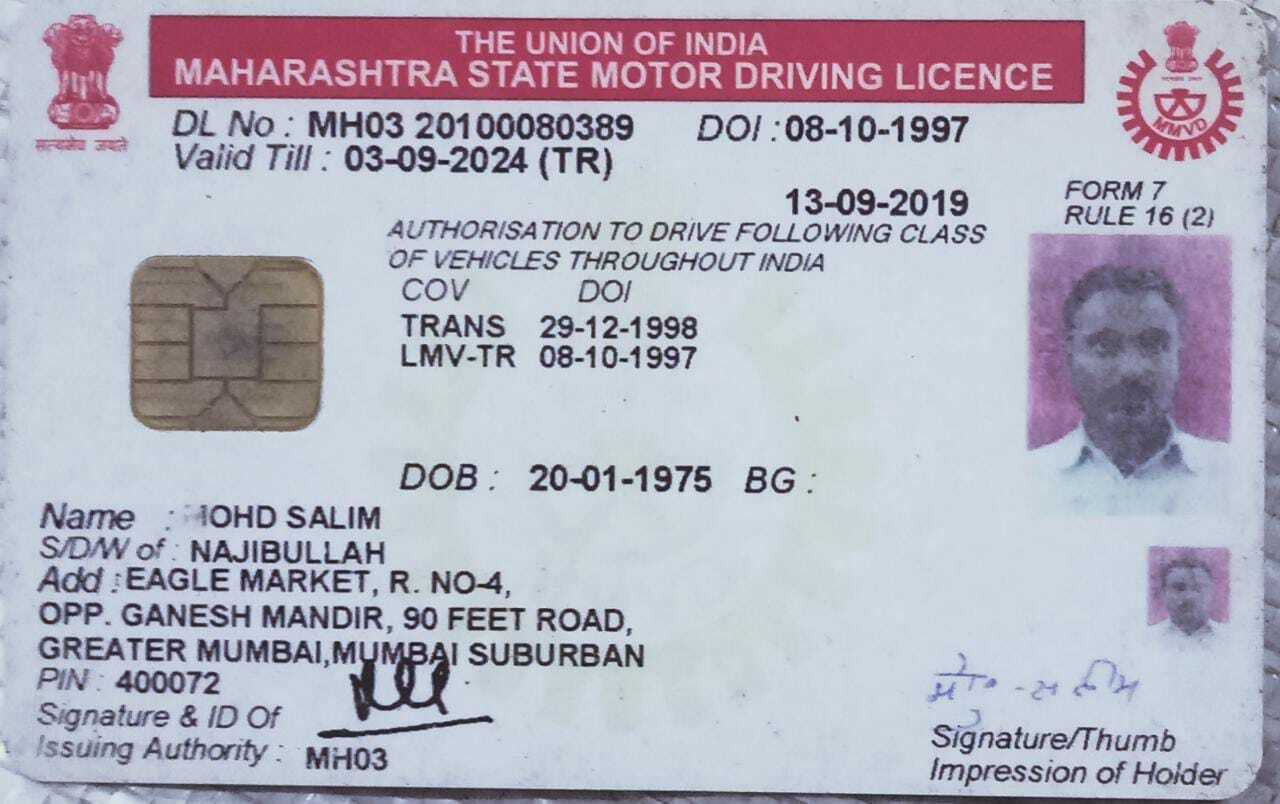 THE UNION OF INDIA
MAHARASHTRA STATE MOTOR DRIVING LICENCE
सत्यमेव जयते
MMVD
DL No : MH03 20100080389 DOI : 08-10-1997
Valid Till : 03-09-2024 (TR)
13-09-2019
FORM 7
RULE 16 (2)
AUTHORISATION TO DRIVE FOLLOWING CLASS
OF VEHICLES THROUGHOUT INDIA
COV DOI
TRANS 29-12-1998
LMV-TR 08-10-1997
DOB : 20-01-1975 BG :
Name : MOHD SALIM
S/D/W of : NAJIBULLAH
Add : EAGLE MARKET, R. NO-4,
OPP. GANESH MANDIR, 90 FEET ROAD,
GREATER MUMBAI,MUMBAI SUBURBAN
PIN : 400072
Signature & ID Of
Issuing Authority : MH03
Signature/Thumb
Impression of Holder